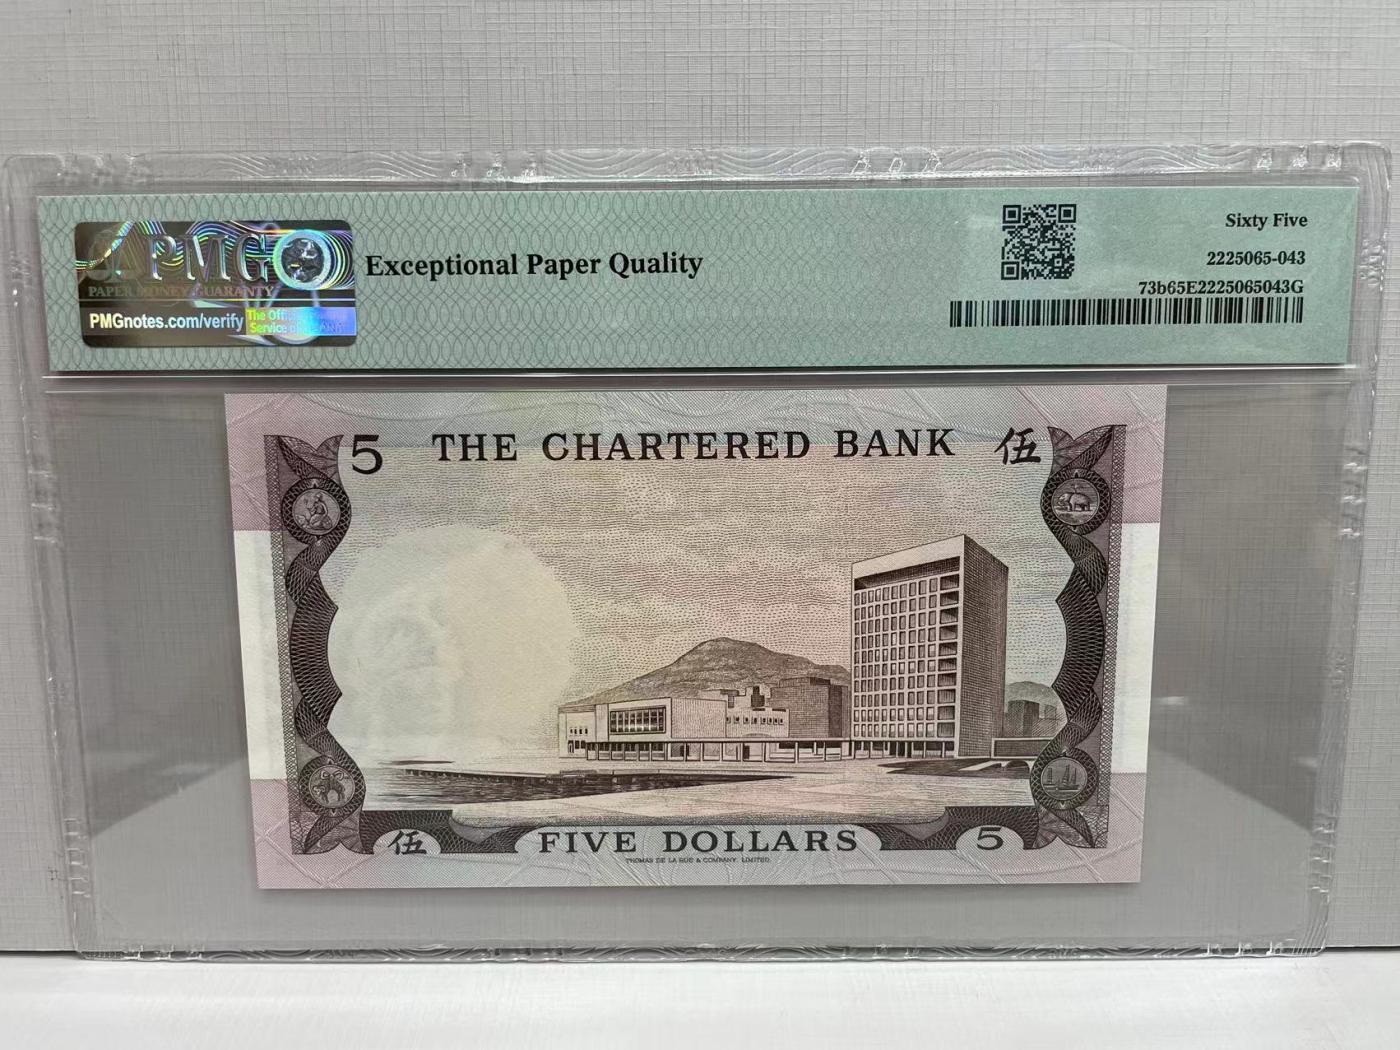 PMG
PAPER MONEY GUARANTY
PMGnotes.com/verify
Exceptional Paper Quality
Sixty Five
2225065-043
73b65E2225065043G
5 THE CHARTERED BANK 伍
伍 FIVE DOLLARS 5
THOMAS DE LA RUE & COMPANY, LIMITED.